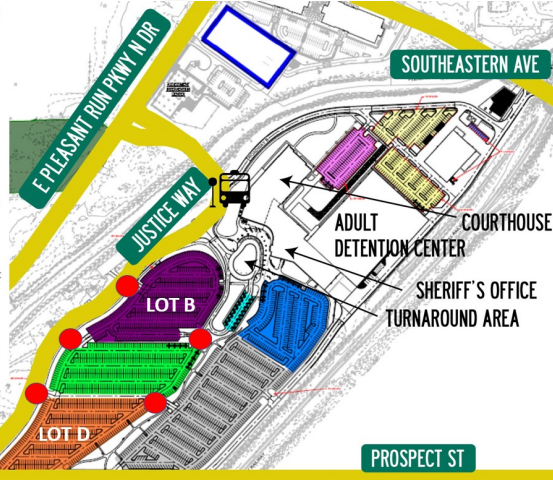 E PLEASANT RUN PKWY N DR
SOUTHEASTERN AVE
JUSTICE WAY
ADULT
DETENTION CENTER
COURTHOUSE
SHERIFF'S OFFICE
TURNAROUND AREA
LOT B
LOT D
PROSPECT ST